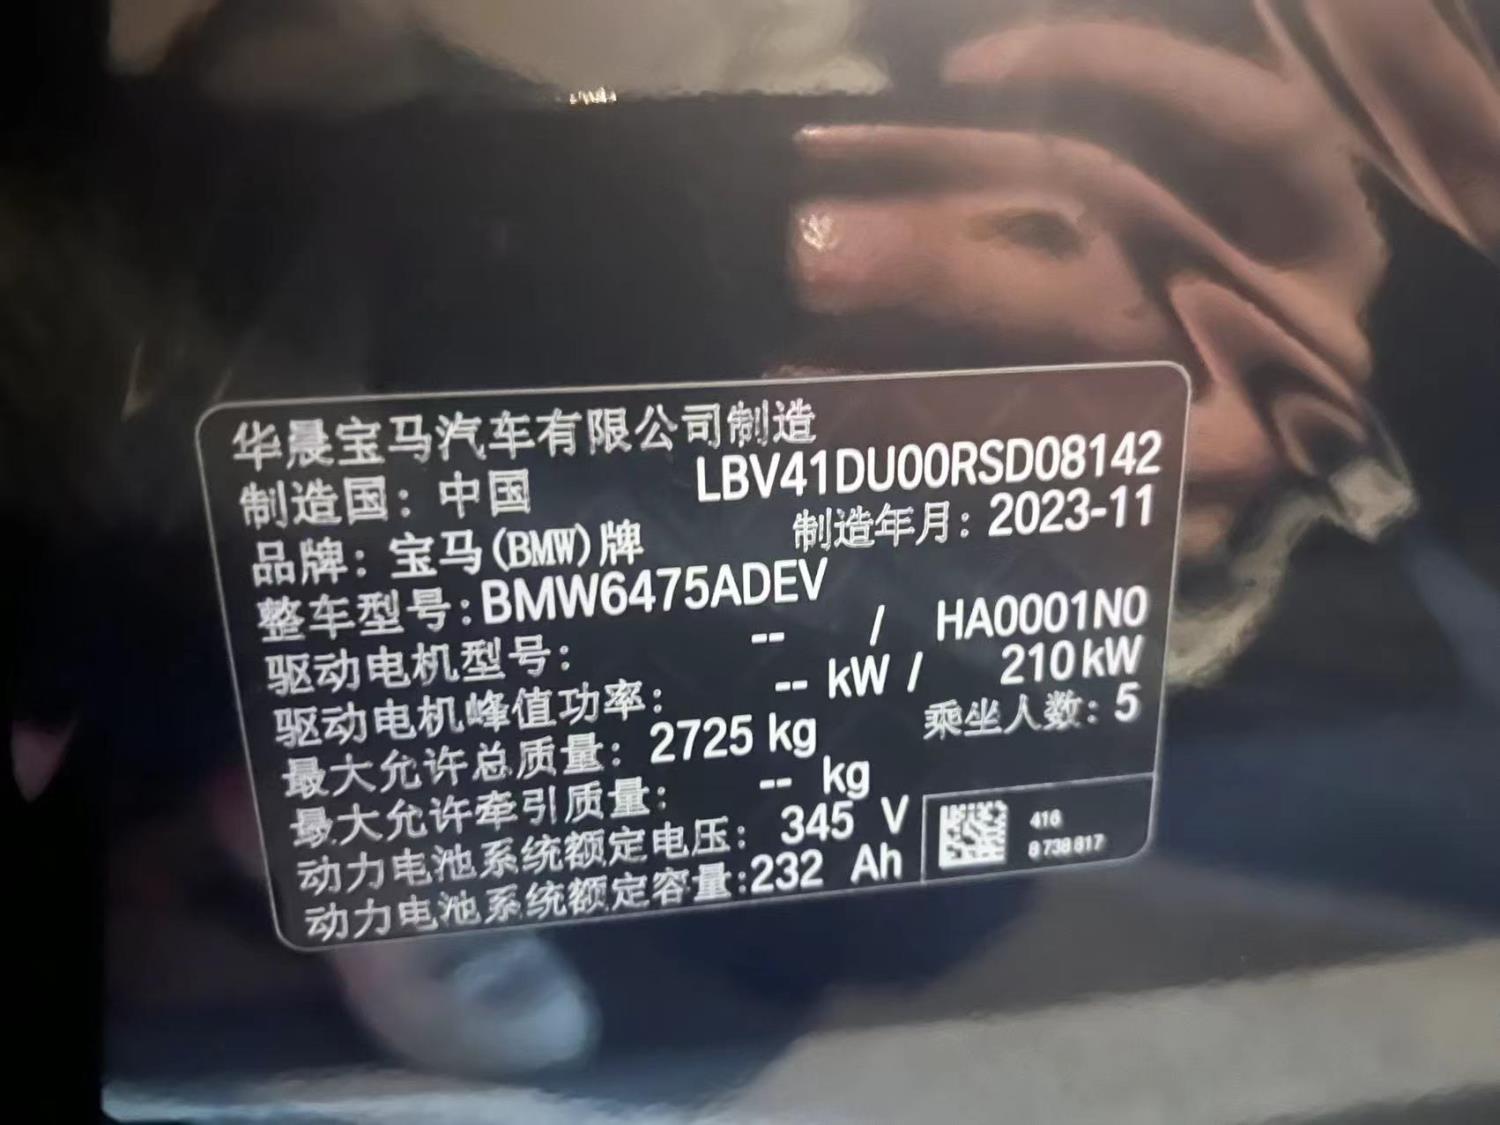 华晨宝马汽车有限公司制造
制造国：中国 LBV41DU00RSD08142
品牌：宝马(BMW)牌 制造年月：2023-11
整车型号：BMW6475ADEV
驱动电机型号： -- / HA0001N0
驱动电机峰值功率： -- kW / 210kW
最大允许总质量：2725 kg 乘坐人数：5
最大允许牵引质量： -- kg
动力电池系统额定电压： 345 V
动力电池系统额定容量：232 Ah
416
8738817